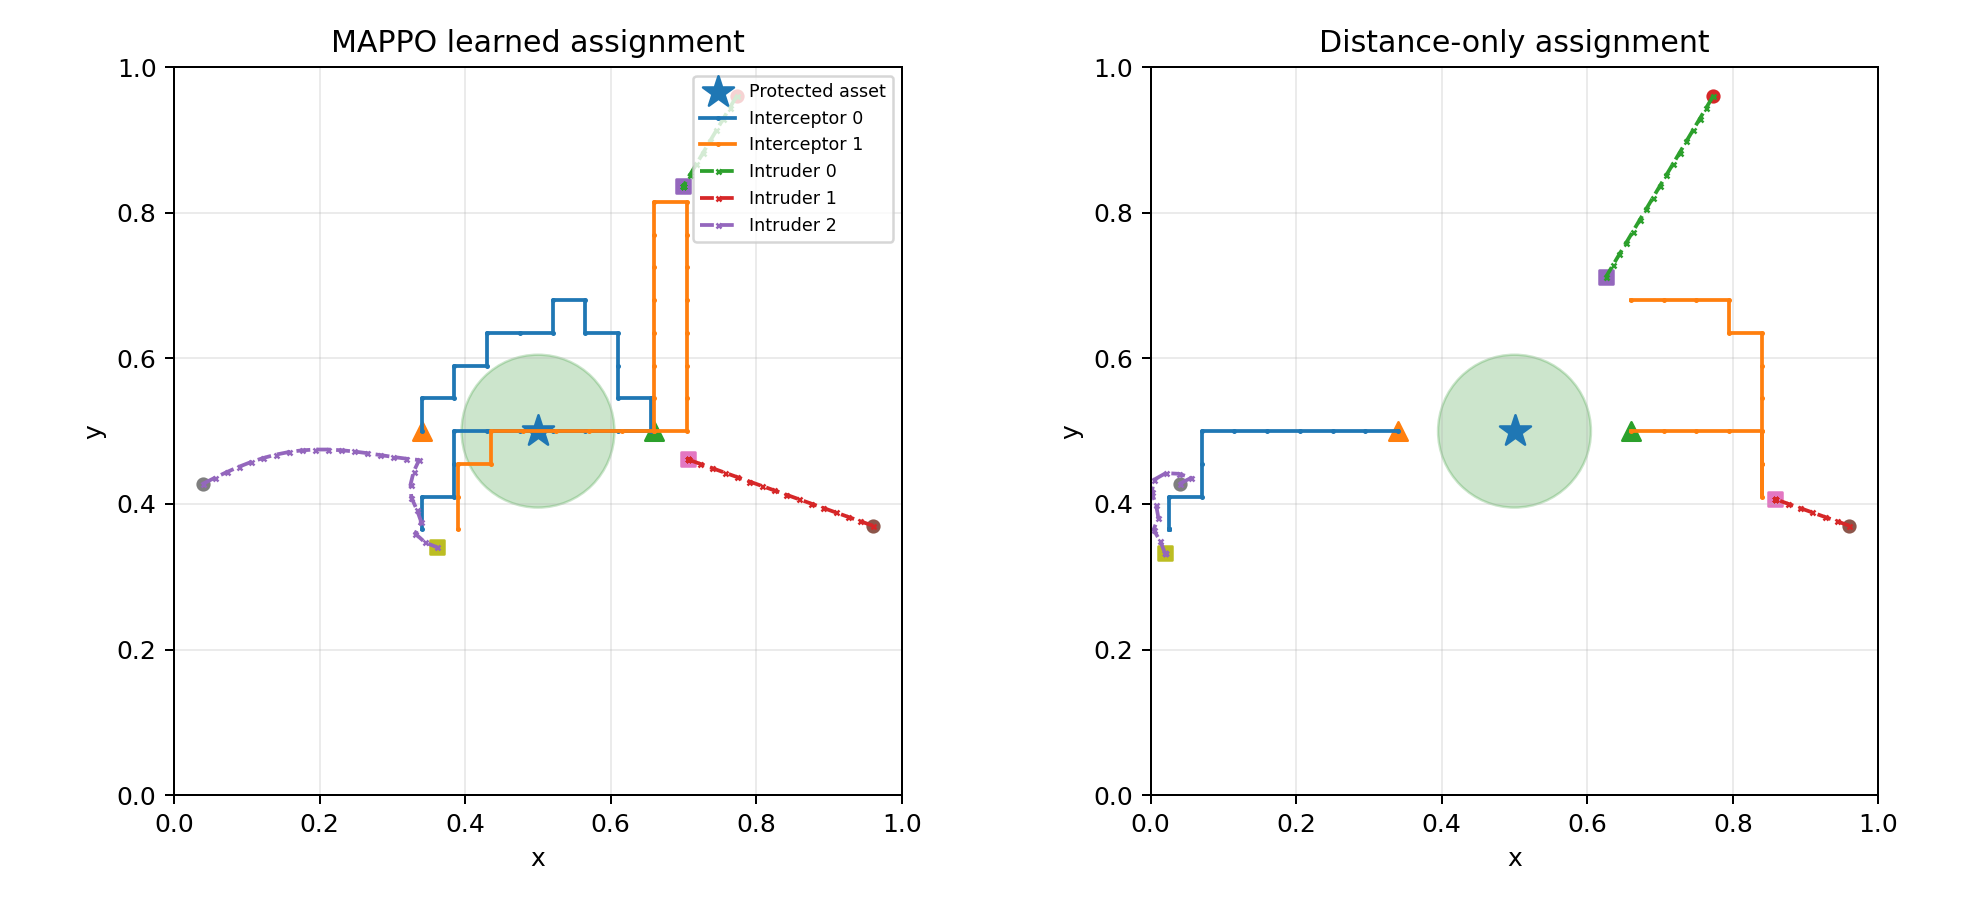 MAPPO learned assignment
1.0
0.8
0.6
0.4
0.2
0.0
y
Protected asset
Interceptor 0
Interceptor 1
Intruder 0
Intruder 1
Intruder 2
0.0 0.2 0.4 0.6 0.8 1.0
x
Distance-only assignment
1.0
0.8
0.6
0.4
0.2
0.0
y
0.0 0.2 0.4 0.6 0.8 1.0
x